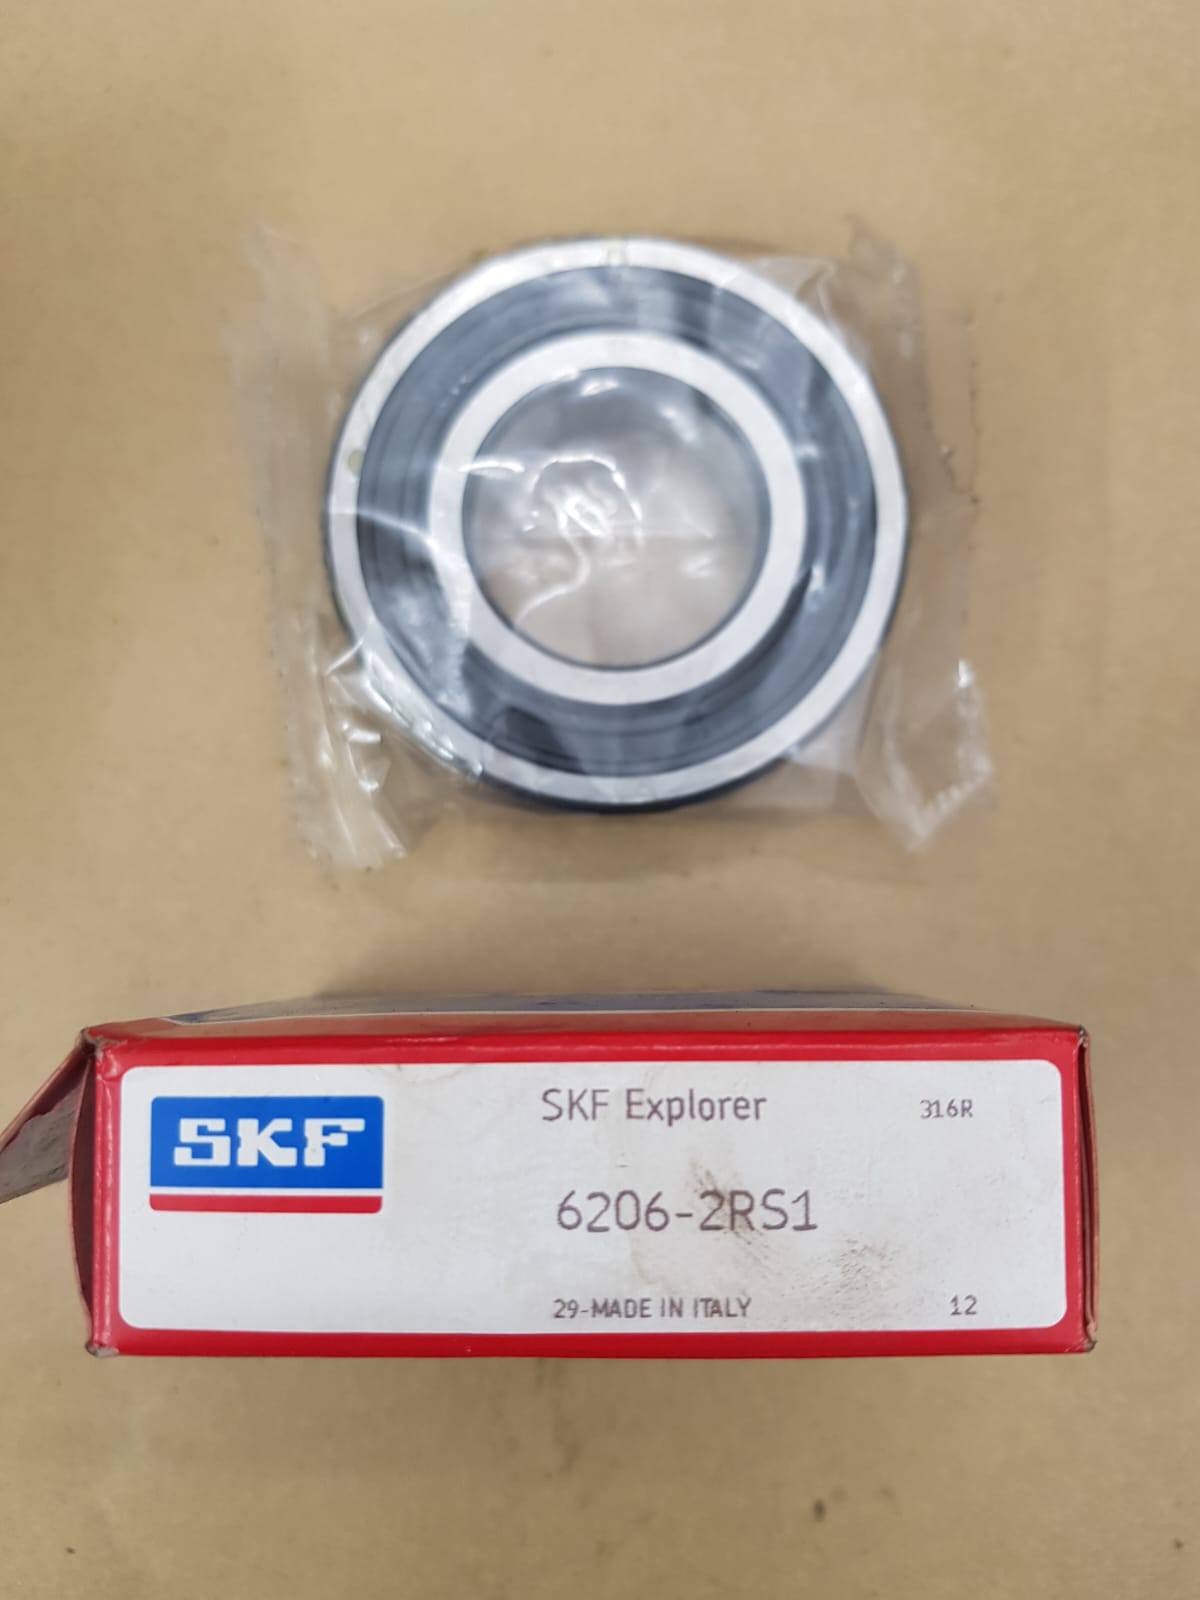 SKF
SKF Explorer
316R
6206-2RS1
29-MADE IN ITALY
12